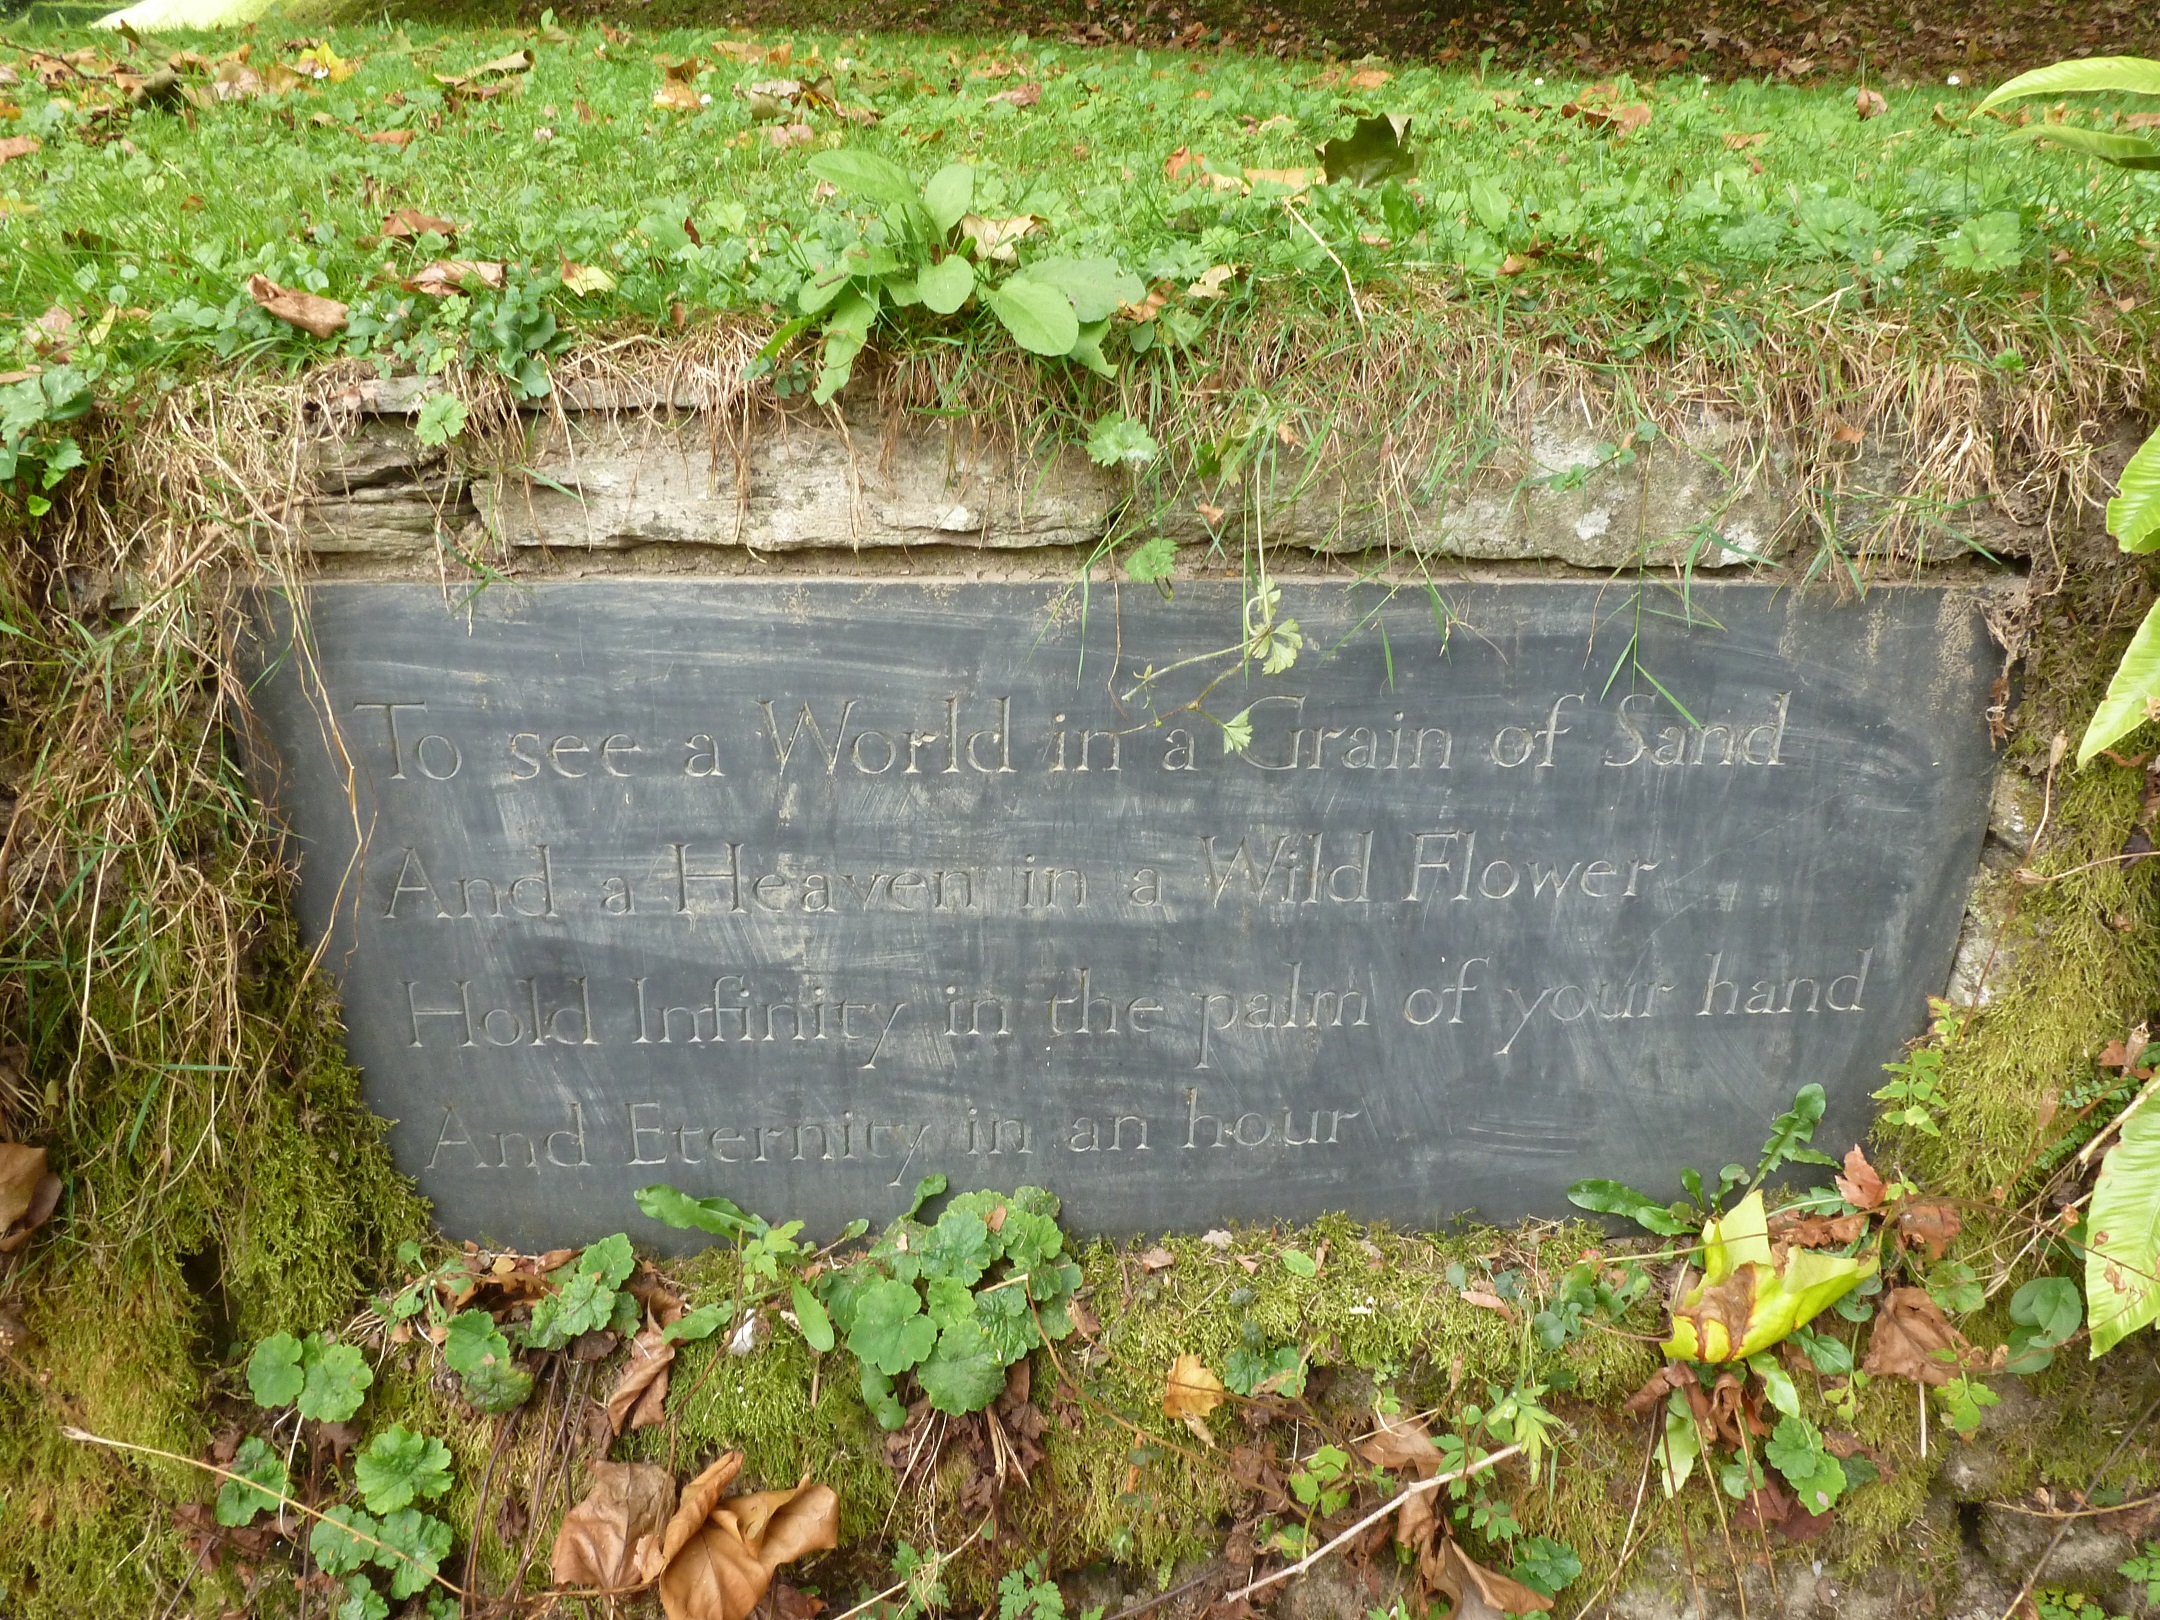 To see a World in a Grain of Sand
And a Heaven in a Wild Flower
Hold Infinity in the palm of your hand
And Eternity in an hour